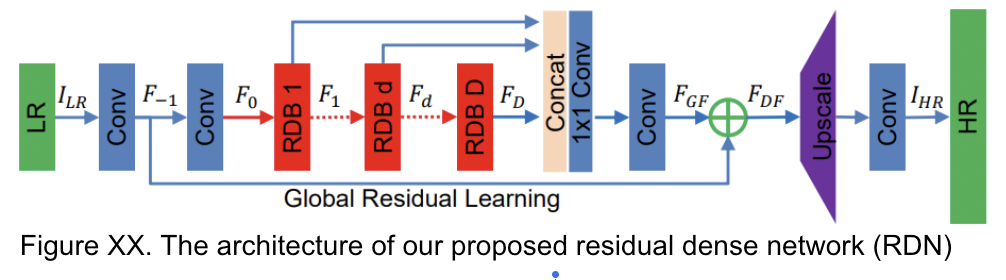 LR
I_LR
Conv
F_−1
Conv
F_0
RDB 1
F_1
RDB d
F_d
RDB D
F_D
Concat
1x1 Conv
Conv
F_GF
F_DF
Upscale
Conv
I_HR
HR
Global Residual Learning
Figure XX. The architecture of our proposed residual dense network (RDN)